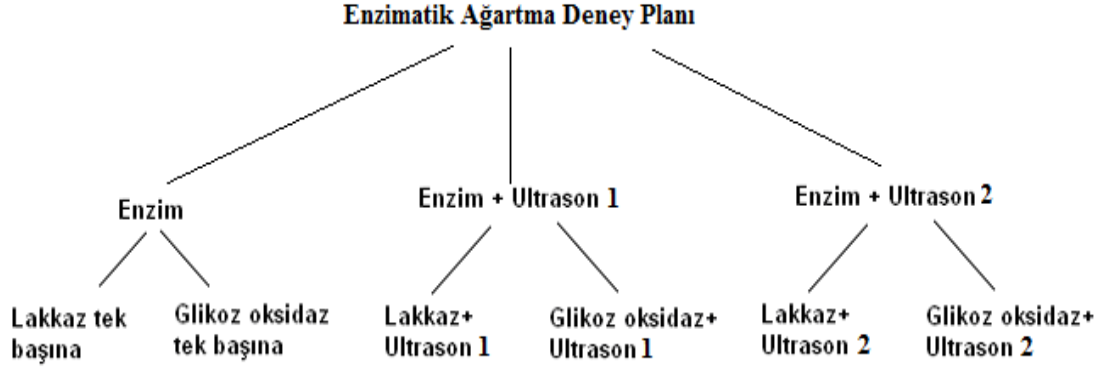 Enzimatik Ağartma Deney Planı
Enzim
Enzim + Ultrason 1
Enzim + Ultrason 2
Lakkaz tek
başına
Glikoz oksidaz
tek başına
Lakkaz+
Ultrason 1
Glikoz oksidaz+
Ultrason 1
Lakkaz+
Ultrason 2
Glikoz oksidaz+
Ultrason 2